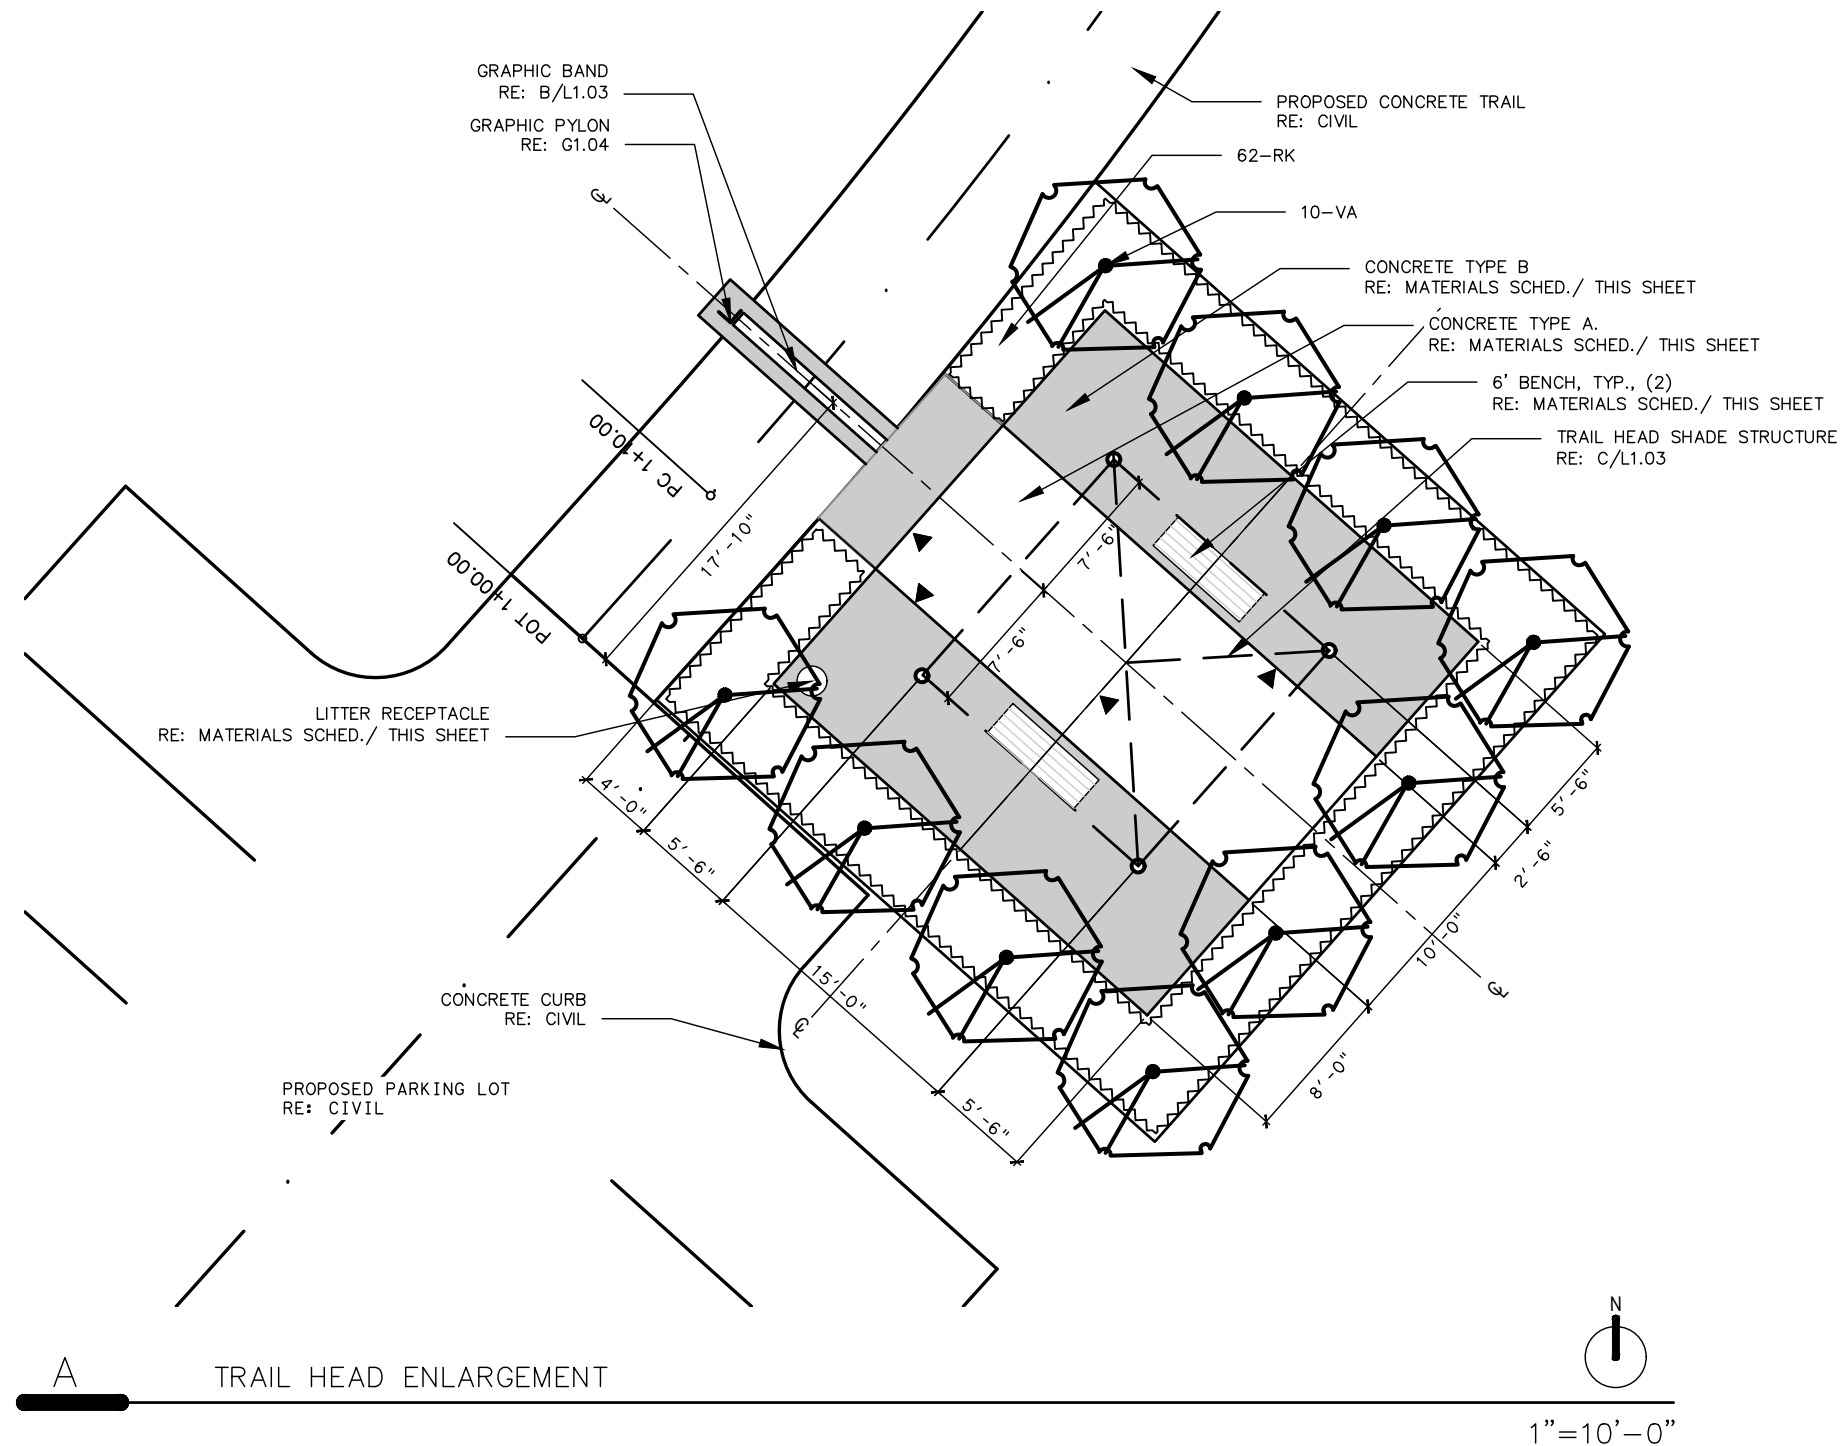 GRAPHIC BAND
RE: B/L1.03
GRAPHIC PYLON
RE: G1.04
PROPOSED CONCRETE TRAIL
RE: CIVIL
62-RK
10-VA
CONCRETE TYPE B
RE: MATERIALS SCHED./ THIS SHEET
CONCRETE TYPE A.
RE: MATERIALS SCHED./ THIS SHEET
6' BENCH, TYP., (2)
RE: MATERIALS SCHED./ THIS SHEET
TRAIL HEAD SHADE STRUCTURE
RE: C/L1.03
CL
PC 1+10.00
POT 1+00.00
17'-10"
7'-6"
7'-6"
LITTER RECEPTACLE
RE: MATERIALS SCHED./ THIS SHEET
4'-0"
5'-6"
15'-0"
5'-6"
5'-6"
2'-6"
10'-0"
8'-0"
CL
CL
CONCRETE CURB
RE: CIVIL
PROPOSED PARKING LOT
RE: CIVIL
N
A
TRAIL HEAD ENLARGEMENT
1"=10'-0"